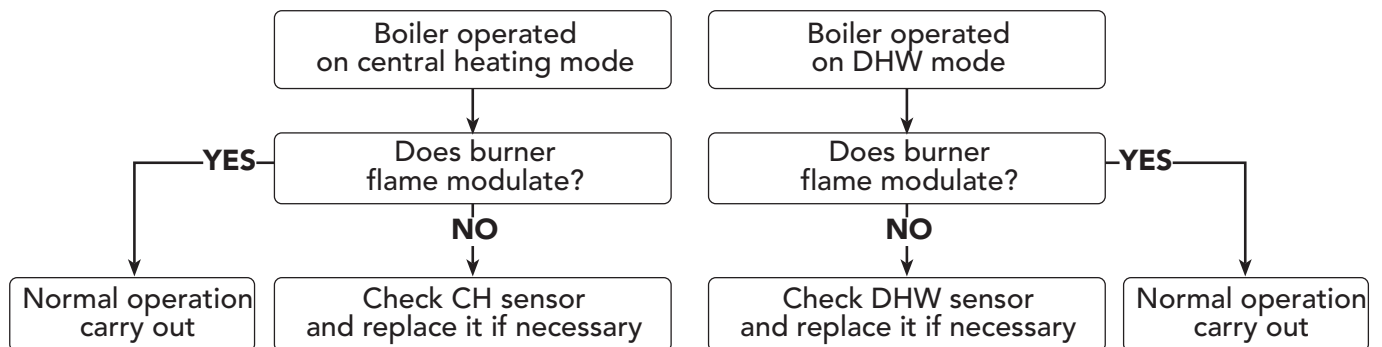 Boiler operated
on central heating mode
Boiler operated
on DHW mode
Does burner
flame modulate?
YES
Does burner
flame modulate?
YES
NO
NO
Normal operation
carry out
Check CH sensor
and replace it if necessary
Check DHW sensor
and replace it if necessary
Normal operation
carry out